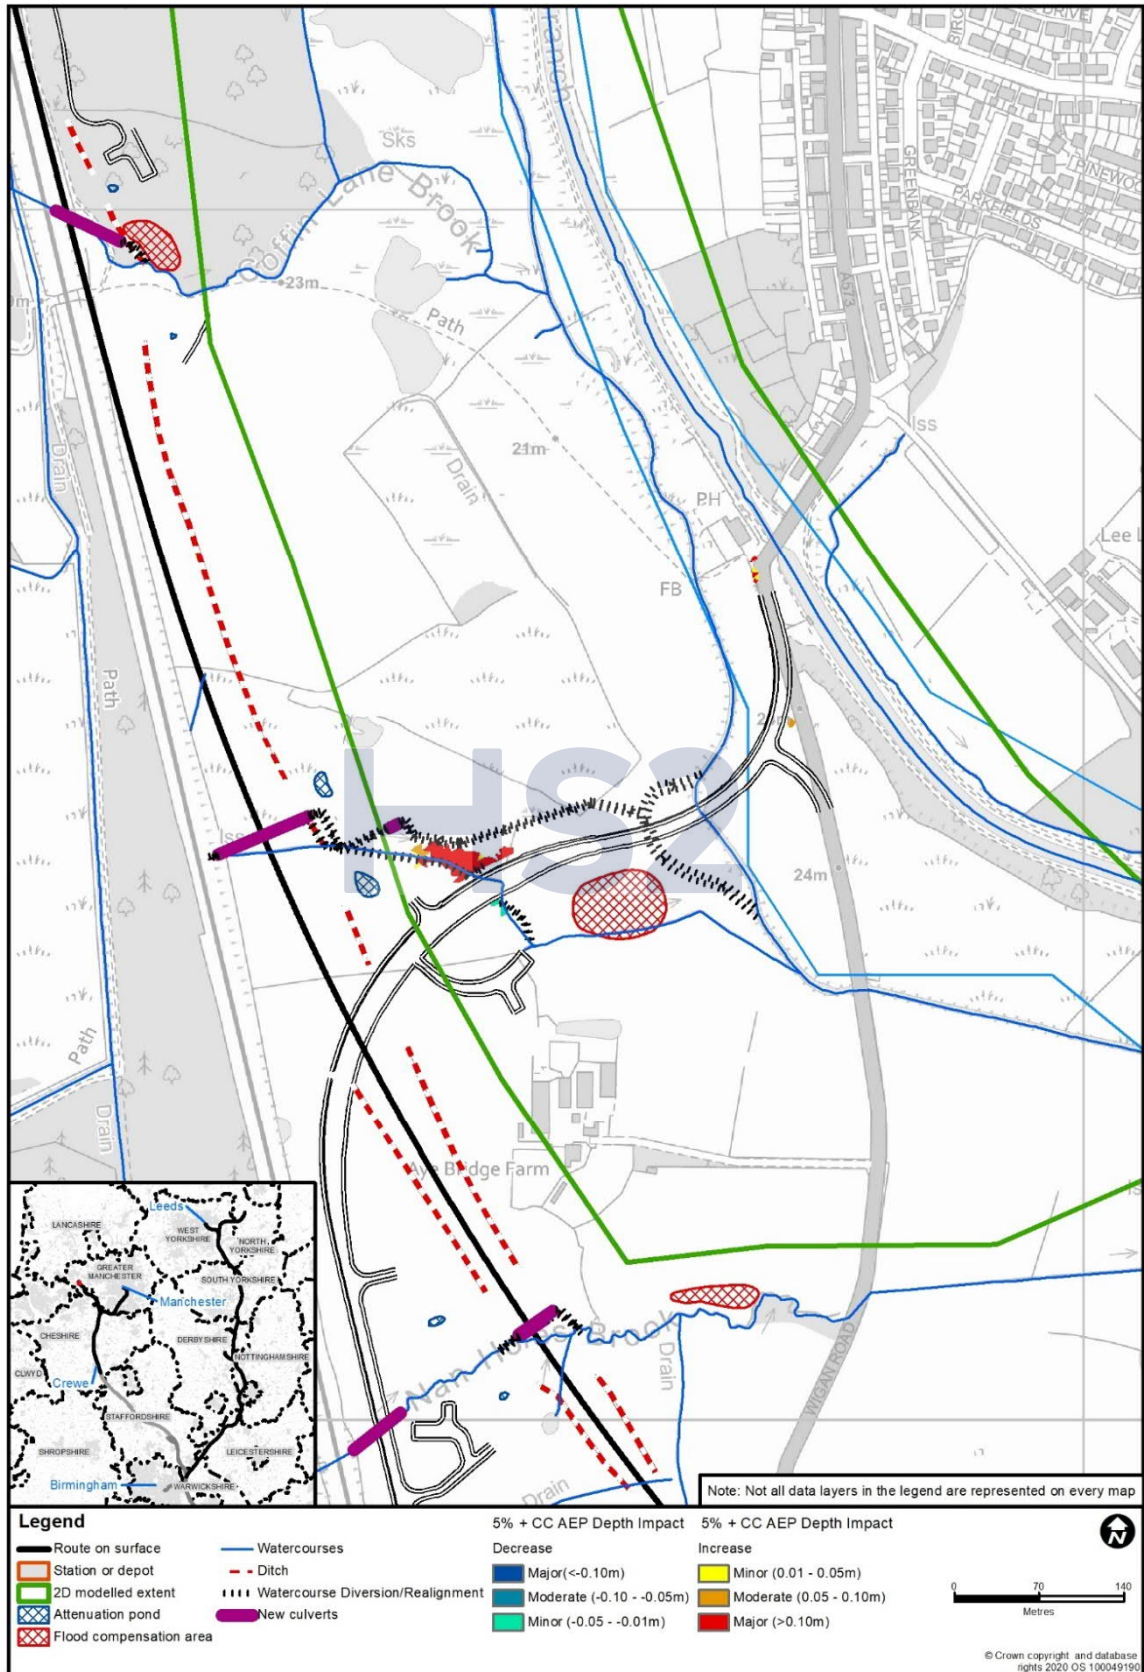 BIRC
DRIVE
ranch
Sks
Coffin Lane Brook
GREENBANK
PARKFIELDS
PINEWO
23m
A573
Path
Iss
Drain
21m
Drain
PH
Lee L
FB
Path
24m
HS2
Iss
24m
Path
Drain
Aye Bridge Farm
Nan Holes Brook
Drain
WIGAN ROAD
Drain
Leeds
LANCASHIRE
WEST
YORKSHIRE
NORTH
YORKSHIRE
GREATER
MANCHESTER
SOUTH YORKSHIRE
Manchester
CHESHIRE
DERBYSHIRE
NOTTINGHAMSHIRE
CLWYD
Crewe
STAFFORDSHIRE
SHROPSHIRE
LEICESTERSHIRE
Birmingham
WARWICKSHIRE
Note: Not all data layers in the legend are represented on every map
Legend
Route on surface
Station or depot
2D modelled extent
Attenuation pond
Flood compensation area
Watercourses
Ditch
Watercourse Diversion/Realignment
New culverts
5% + CC AEP Depth Impact
Decrease
Major(<-0.10m)
Moderate (-0.10 - -0.05m)
Minor (-0.05 - -0.01m)
5% + CC AEP Depth Impact
Increase
Minor (0.01 - 0.05m)
Moderate (0.05 - 0.10m)
Major (>0.10m)
N
0 70 140
Metres
© Crown copyright and database
rights 2020 OS 100049190